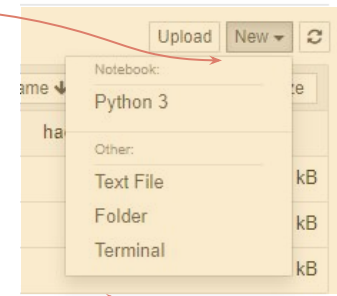 Upload New
Notebook:
ame ze
Python 3
ha
Other:
Text File kB
Folder
kB
Terminal
kB